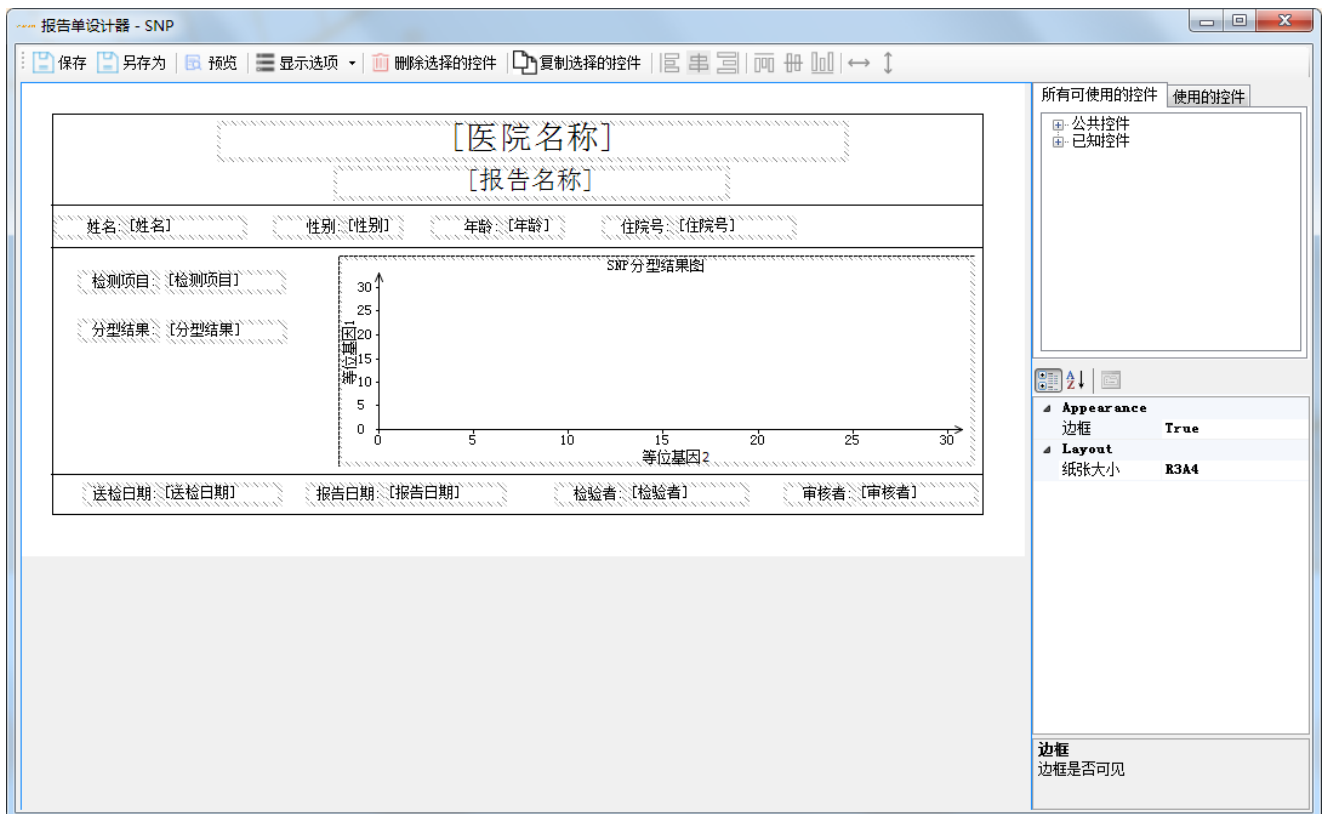 报告单设计器 - SNP
保存 另存为 预览 显示选项 删除选择的控件 复制选择的控件
所有可使用的控件 使用的控件
公共控件
已知控件
[医院名称]
[报告名称]
姓名: [姓名] 性别: [性别] 年龄: [年龄] 住院号: [住院号]
检测项目: [检测项目]
分型结果: [分型结果]
SNP分型结果图
等位基因1
30
25
20
15
10
5
0
0 5 10 15 20 25 30
等位基因2
送检日期: [送检日期] 报告日期: [报告日期] 检验者: [检验者] 审核者: [审核者]
Appearance
边框 True
Layout
纸张大小 R3A4
边框
边框是否可见